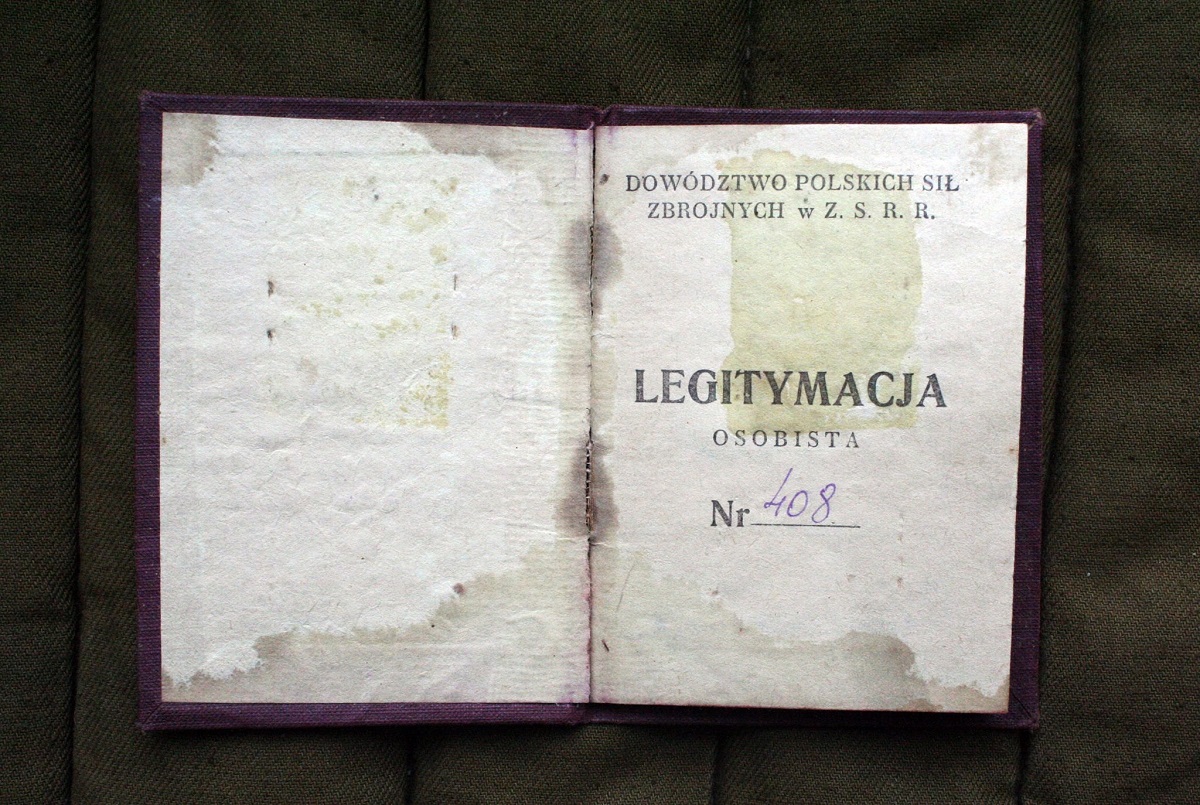 DOWÓDZTWO POLSKICH SIŁ
ZBROJNYCH w Z. S. R. R.
LEGITYMACJA
OSOBISTA
Nr 408